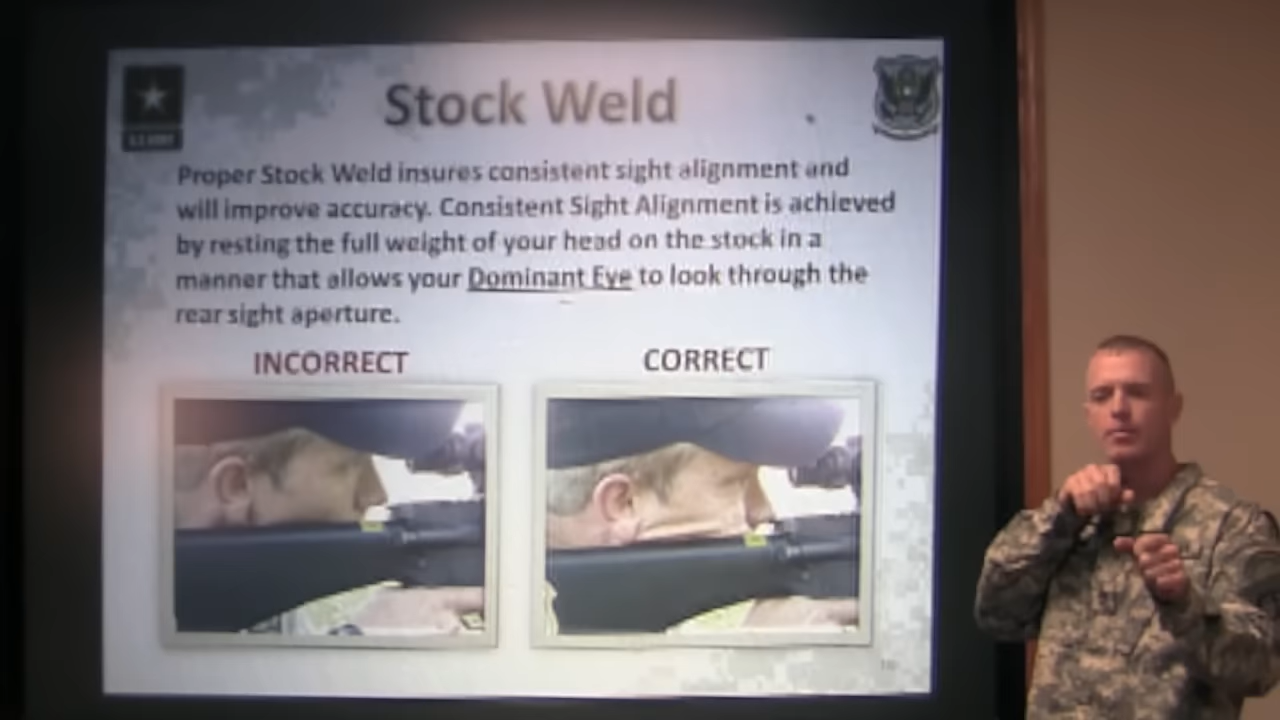 Stock Weld
Proper Stock Weld insures consistent sight alignment and
will improve accuracy. Consistent Sight Alignment is achieved
by resting the full weight of your head on the stock in a
manner that allows your Dominant Eye to look through the
rear sight aperture.
INCORRECT
CORRECT